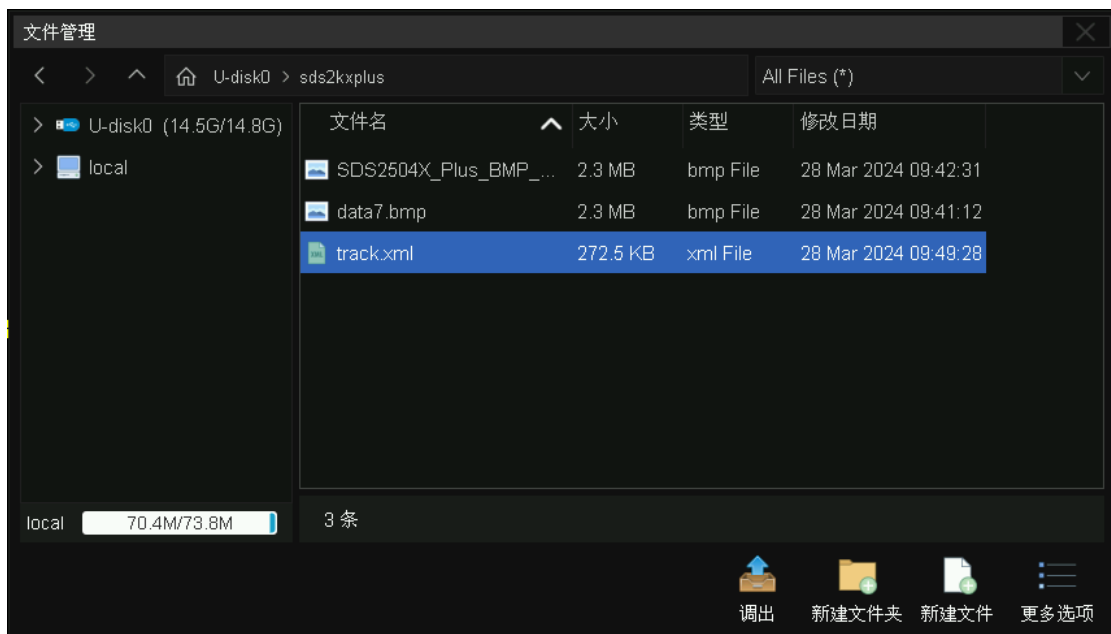 文件管理
U-disk0 > sds2kxplus All Files (*)
U-disk0 (14.5G/14.8G)
local
文件名 大小 类型 修改日期
SDS2504X_Plus_BMP_... 2.3 MB bmp File 28 Mar 2024 09:42:31
data7.bmp 2.3 MB bmp File 28 Mar 2024 09:41:12
track.xml 272.5 KB xml File 28 Mar 2024 09:49:28
local 70.4M/73.8M 3 条
调出 新建文件夹 新建文件 更多选项